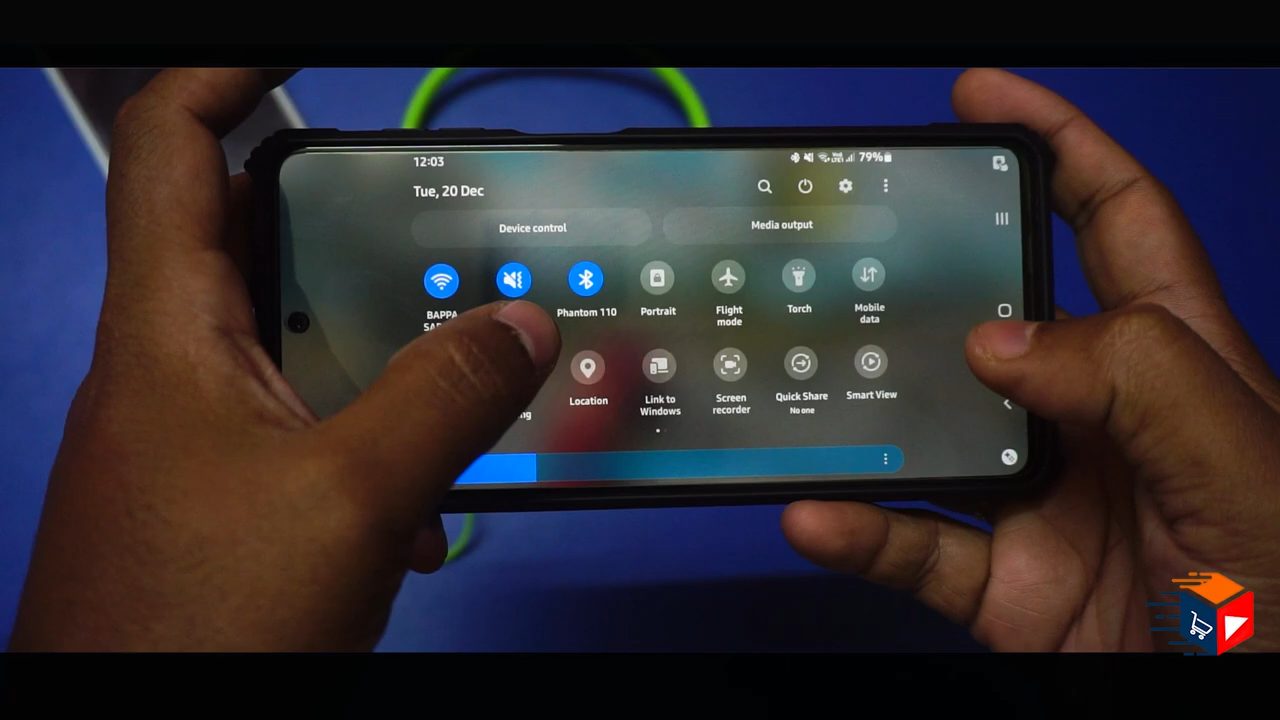 12:03
79%
Tue, 20 Dec
Device control
Media output
BAPPA
Phantom 110
Portrait
Flight
mode
Torch
Mobile
data
Location
Link to
Windows
Screen
recorder
Quick Share
No one
Smart View